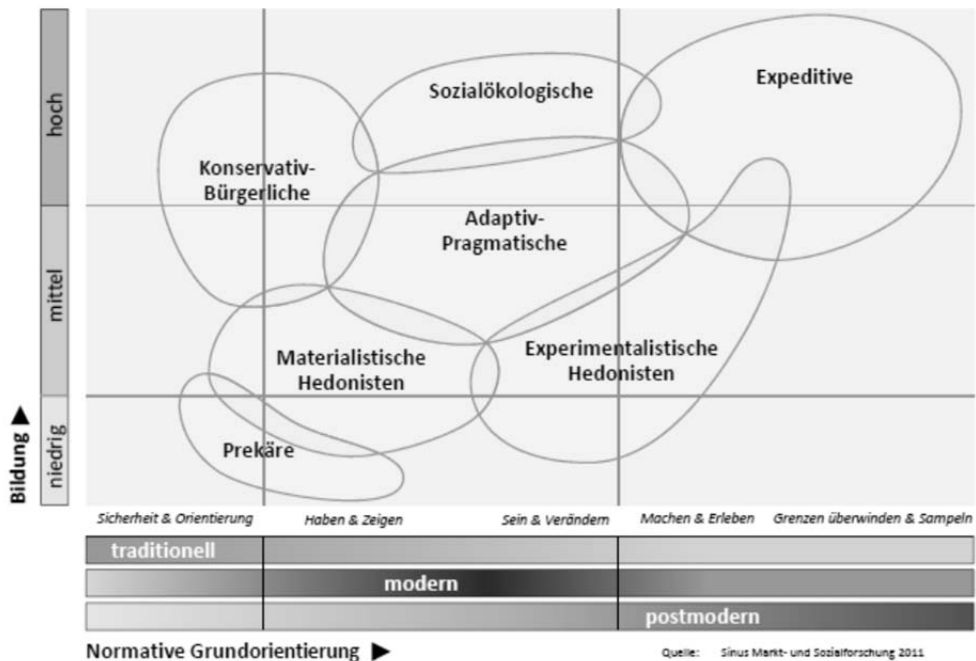 hoch
mittel
niedrig
Bildung ►
Sozialökologische
Expeditive
Konservativ-
Bürgerliche
Adaptiv-
Pragmatische
Materialistische
Hedonisten
Experimentalistische
Hedonisten
Prekäre
Sicherheit & Orientierung
Haben & Zeigen
Sein & Verändern
Machen & Erleben
Grenzen überwinden & Sampeln
traditionell
modern
postmodern
Normative Grundorientierung ►
Quelle: Sinus Markt- und Sozialforschung 2011